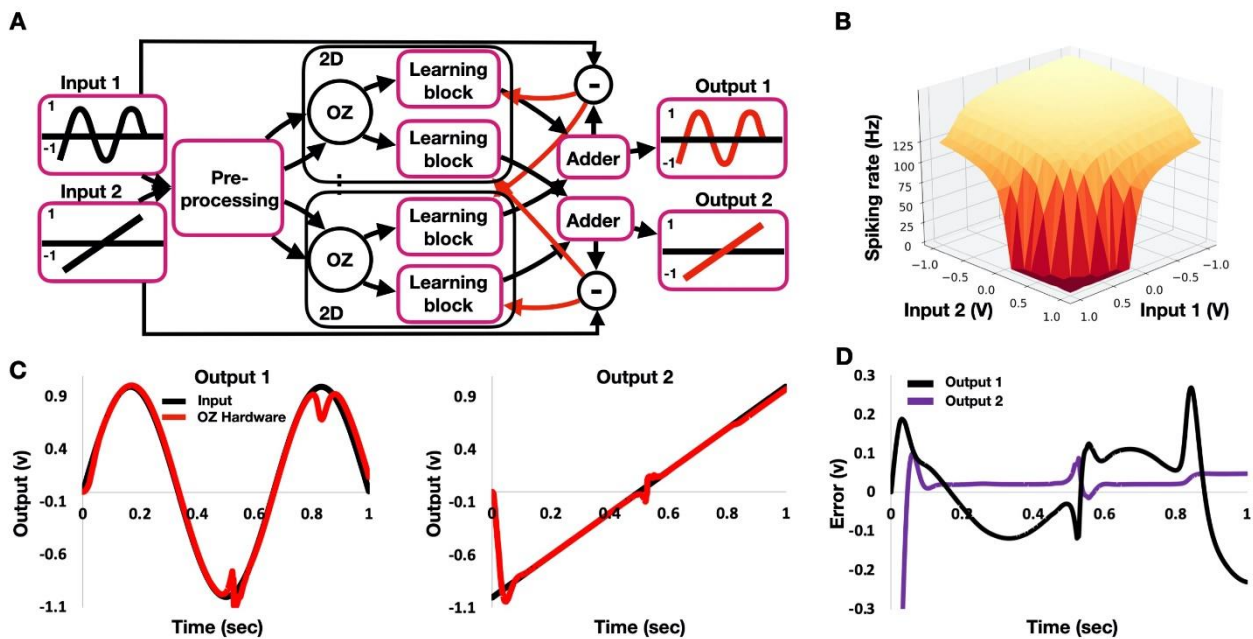 A
Input 1
1
-1
Input 2
1
-1
Pre-
processing
2D
OZ
Learning
block
Learning
block
OZ
2D
Learning
block
Learning
block
-
Adder
Adder
-
Output 1
1
-1
Output 2
1
-1
B
Spiking rate (Hz)
125
100
75
50
25
0
-1.0
-0.5
0.0
0.5
1.0
Input 2 (V)
-1.0
-0.5
0.0
0.5
1.0
Input 1 (V)
C
Output 1
Input
OZ Hardware
Output (v)
0.9
0.4
-0.1
-0.6
-1.1
0
0.2
0.4
0.6
0.8
1
Time (sec)
Output 2
Output (v)
0.9
0.4
-0.1
-0.6
-1.1
0
0.2
0.4
0.6
0.8
1
Time (sec)
D
Output 1
Output 2
Error (v)
0.3
0.2
0.1
0
-0.1
-0.2
-0.3
0
0.2
0.4
0.6
0.8
1
Time (sec)